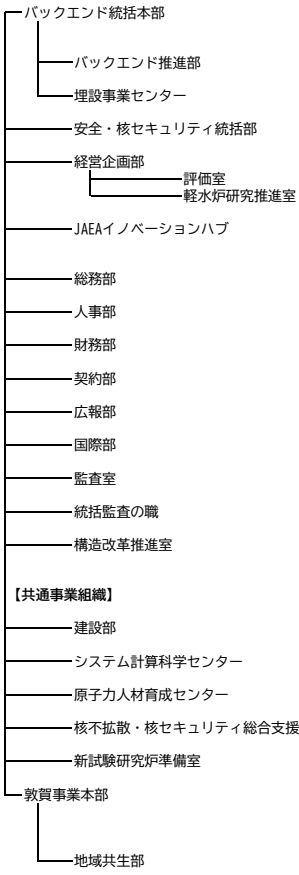 バックエンド統括本部
バックエンド推進部
埋設事業センター
安全・核セキュリティ統括部
経営企画部
評価室
軽水炉研究推進室
JAEAイノベーションハブ
総務部
人事部
財務部
契約部
広報部
国際部
監査室
統括監査の職
構造改革推進室
【共通事業組織】
建設部
システム計算科学センター
原子力人材育成センター
核不拡散・核セキュリティ総合支援
新試験研究炉準備室
敦賀事業本部
地域共生部